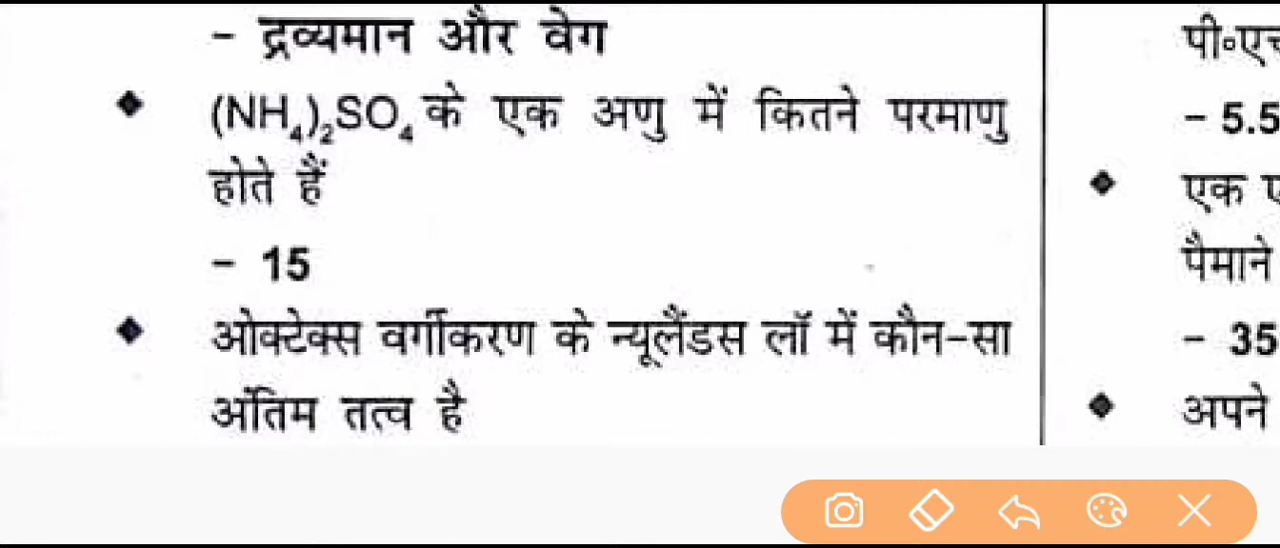 - द्रव्यमान और वेग
◆ (NH₄)₂SO₄ के एक अणु में कितने परमाणु
होते हैं
- 15
◆ ओक्टेक्स वर्गीकरण के न्यूलैंडस लॉ में कौन-सा
अंतिम तत्व है
पी॰एच
- 5.5
◆ एक
पैमाने
- 35
◆ अपने